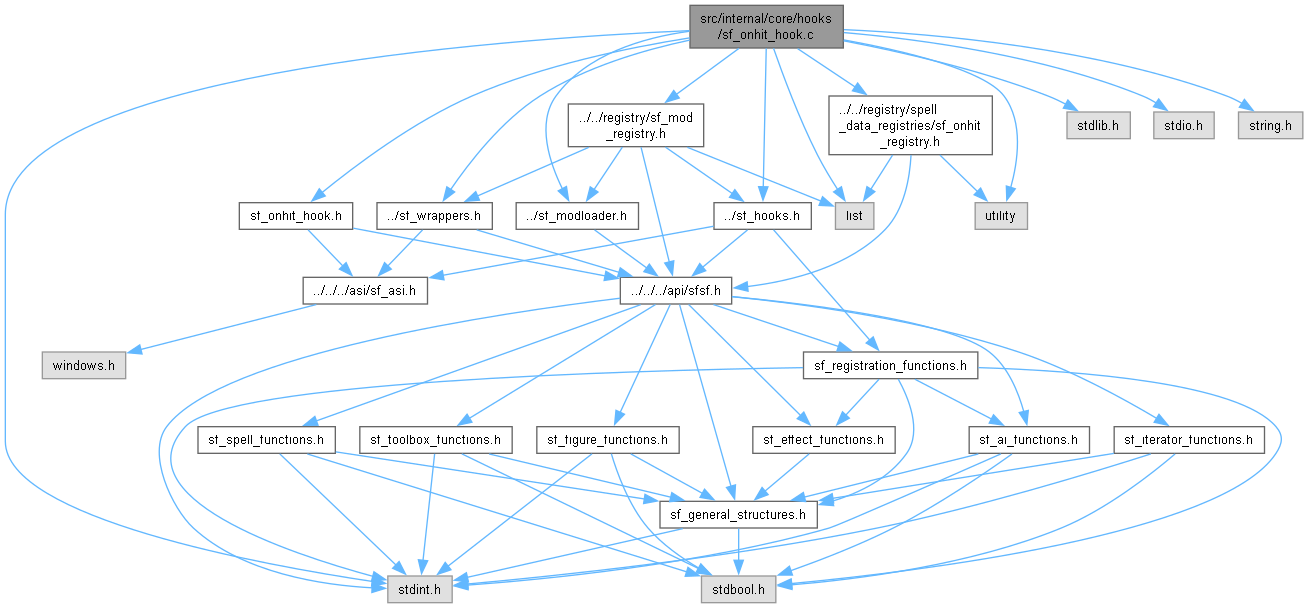 src/internal/core/hooks
/sf_onhit_hook.c
../../registry/sf_mod
_registry.h
../../registry/spell
_data_registries/sf_onhit
_registry.h
stdlib.h
stdio.h
string.h
sf_onhit_hook.h
../sf_wrappers.h
../sf_modloader.h
../sf_hooks.h
list
utility
../../../asi/sf_asi.h
../../../api/sfsf.h
windows.h
sf_registration_functions.h
sf_spell_functions.h
sf_toolbox_functions.h
sf_figure_functions.h
sf_effect_functions.h
sf_ai_functions.h
sf_iterator_functions.h
sf_general_structures.h
stdint.h
stdbool.h